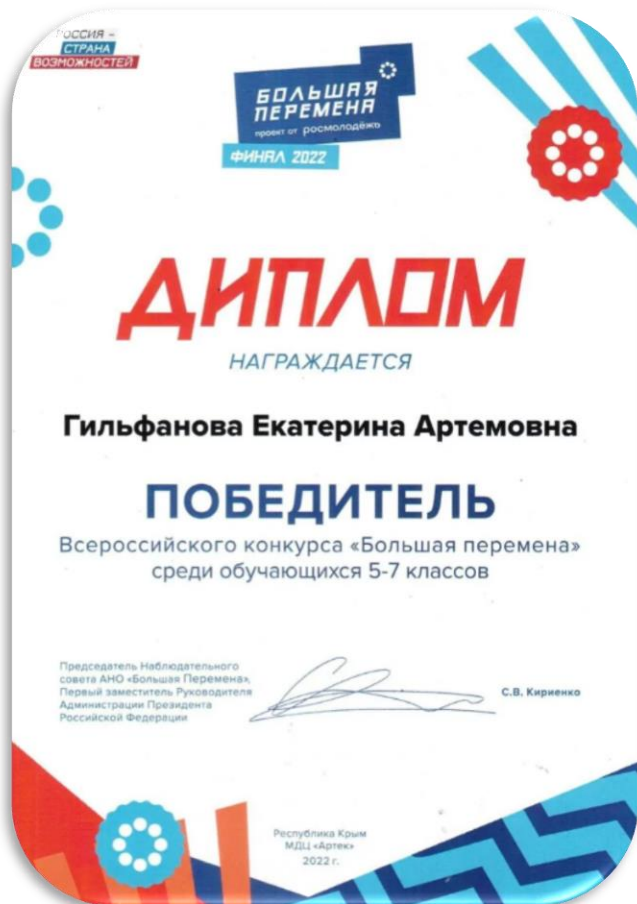 РОССИЯ –
СТРАНА
ВОЗМОЖНОСТЕЙ
БОЛЬШАЯ
ПЕРЕМЕНА
проект от росмолодёжь
ФИНАЛ 2022
ДИПЛОМ
НАГРАЖДАЕТСЯ
Гильфанова Екатерина Артемовна
ПОБЕДИТЕЛЬ
Всероссийского конкурса «Большая перемена»
среди обучающихся 5-7 классов
Председатель Наблюдательного
совета АНО «Большая Перемена»,
Первый заместитель Руководителя
Администрации Президента
Российской Федерации
С.В. Кириенко
Республика Крым
МДЦ «Артек»
2022 г.